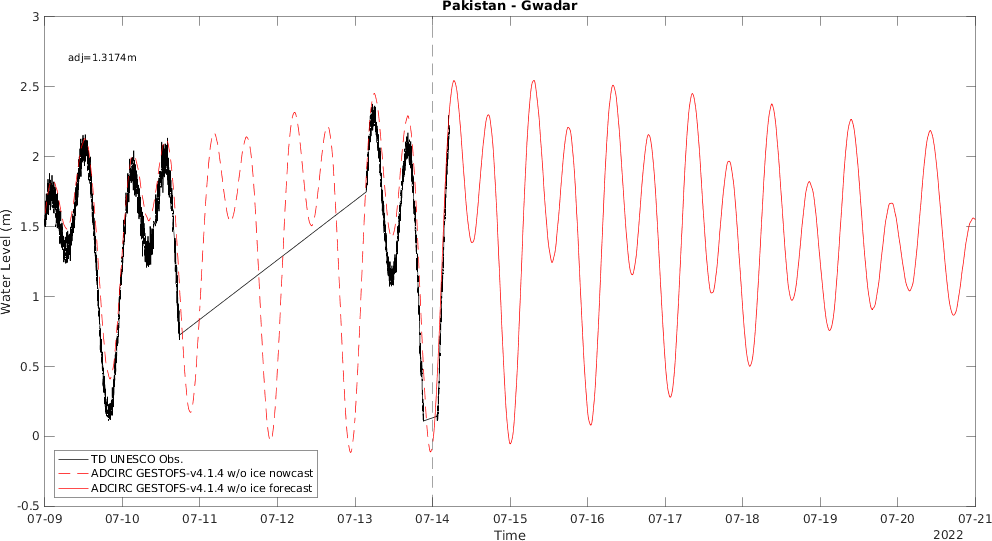 Pakistan - Gwadar
adj=1.3174m
Water Level (m)
3
2.5
2
1.5
1
0.5
0
-0.5
TD UNESCO Obs.
ADCIRC GESTOFS-v4.1.4 w/o ice nowcast
ADCIRC GESTOFS-v4.1.4 w/o ice forecast
07-09 07-10 07-11 07-12 07-13 07-14 07-15 07-16 07-17 07-18 07-19 07-20 07-21
Time
2022